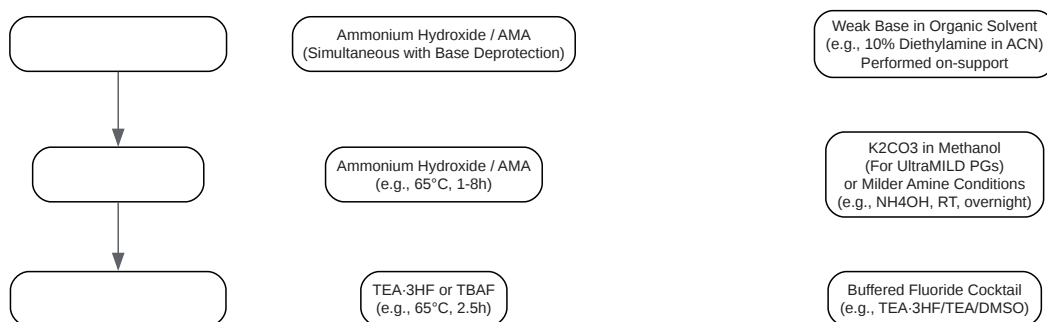 Ammonium Hydroxide / AMA
(Simultaneous with Base Deprotection)
Weak Base in Organic Solvent
(e.g., 10% Diethylamine in ACN)
Performed on-support
Ammonium Hydroxide / AMA
(e.g., 65°C, 1-8h)
K2CO3 in Methanol
(For UltraMILD PGs)
or Milder Amine Conditions
(e.g., NH4OH, RT, overnight)
TEA·3HF or TBAF
(e.g., 65°C, 2.5h)
Buffered Fluoride Cocktail
(e.g., TEA·3HF/TEA/DMSO)